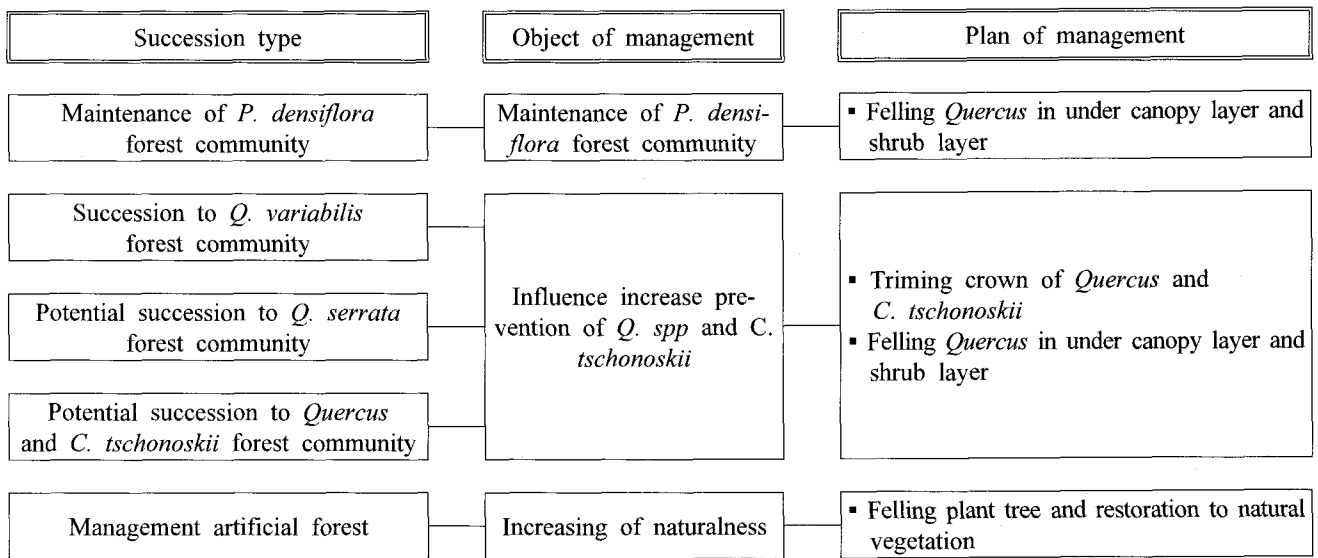 Succession type
Object of management
Plan of management
Maintenance of P. densiflora
forest community
Maintenance of P. densi-
flora forest community
▪ Felling Quercus in under canopy layer and
shrub layer
Succession to Q. variabilis
forest community
Potential succession to Q. serrata
forest community
Potential succession to Quercus
and C. tschonoskii forest community
Influence increase pre-
vention of Q. spp and C.
tschonoskii
▪ Triming crown of Quercus and
C. tschonoskii
▪ Felling Quercus in under canopy layer and
shrub layer
Management artificial forest
Increasing of naturalness
▪ Felling plant tree and restoration to natural
vegetation